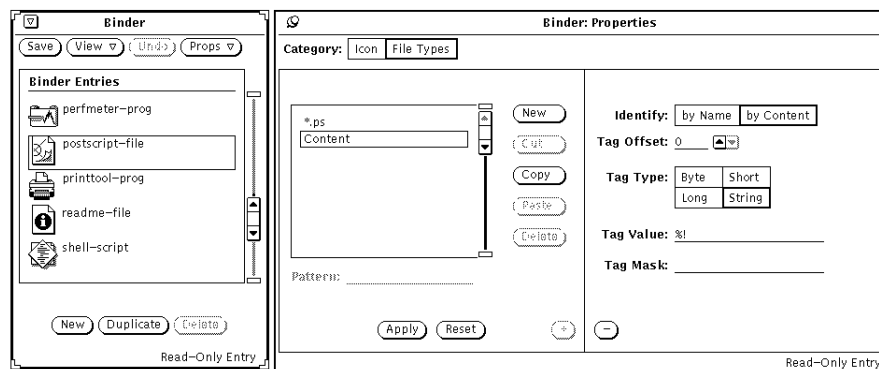 Binder
Save View Undo Props
Binder Entries
perfmeter-prog
postscript-file
printtool-prog
readme-file
shell-script
New Duplicate Delete
Read-Only Entry
Binder: Properties
Category: Icon File Types
*.ps
Content
New
Cut
Copy
Paste
Delete
Pattern:
Apply Reset +
Identify: by Name by Content
Tag Offset: 0
Tag Type: Byte Short
Long String
Tag Value: %!
Tag Mask:
−
Read-Only Entry